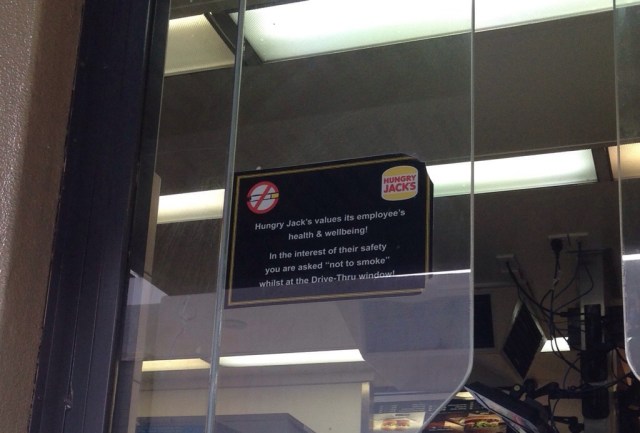 HUNGRY
JACK'S
Hungry Jack's values its employee's
health & wellbeing!
In the interest of their safety
you are asked "not to smoke"
whilst at the Drive-Thru window!